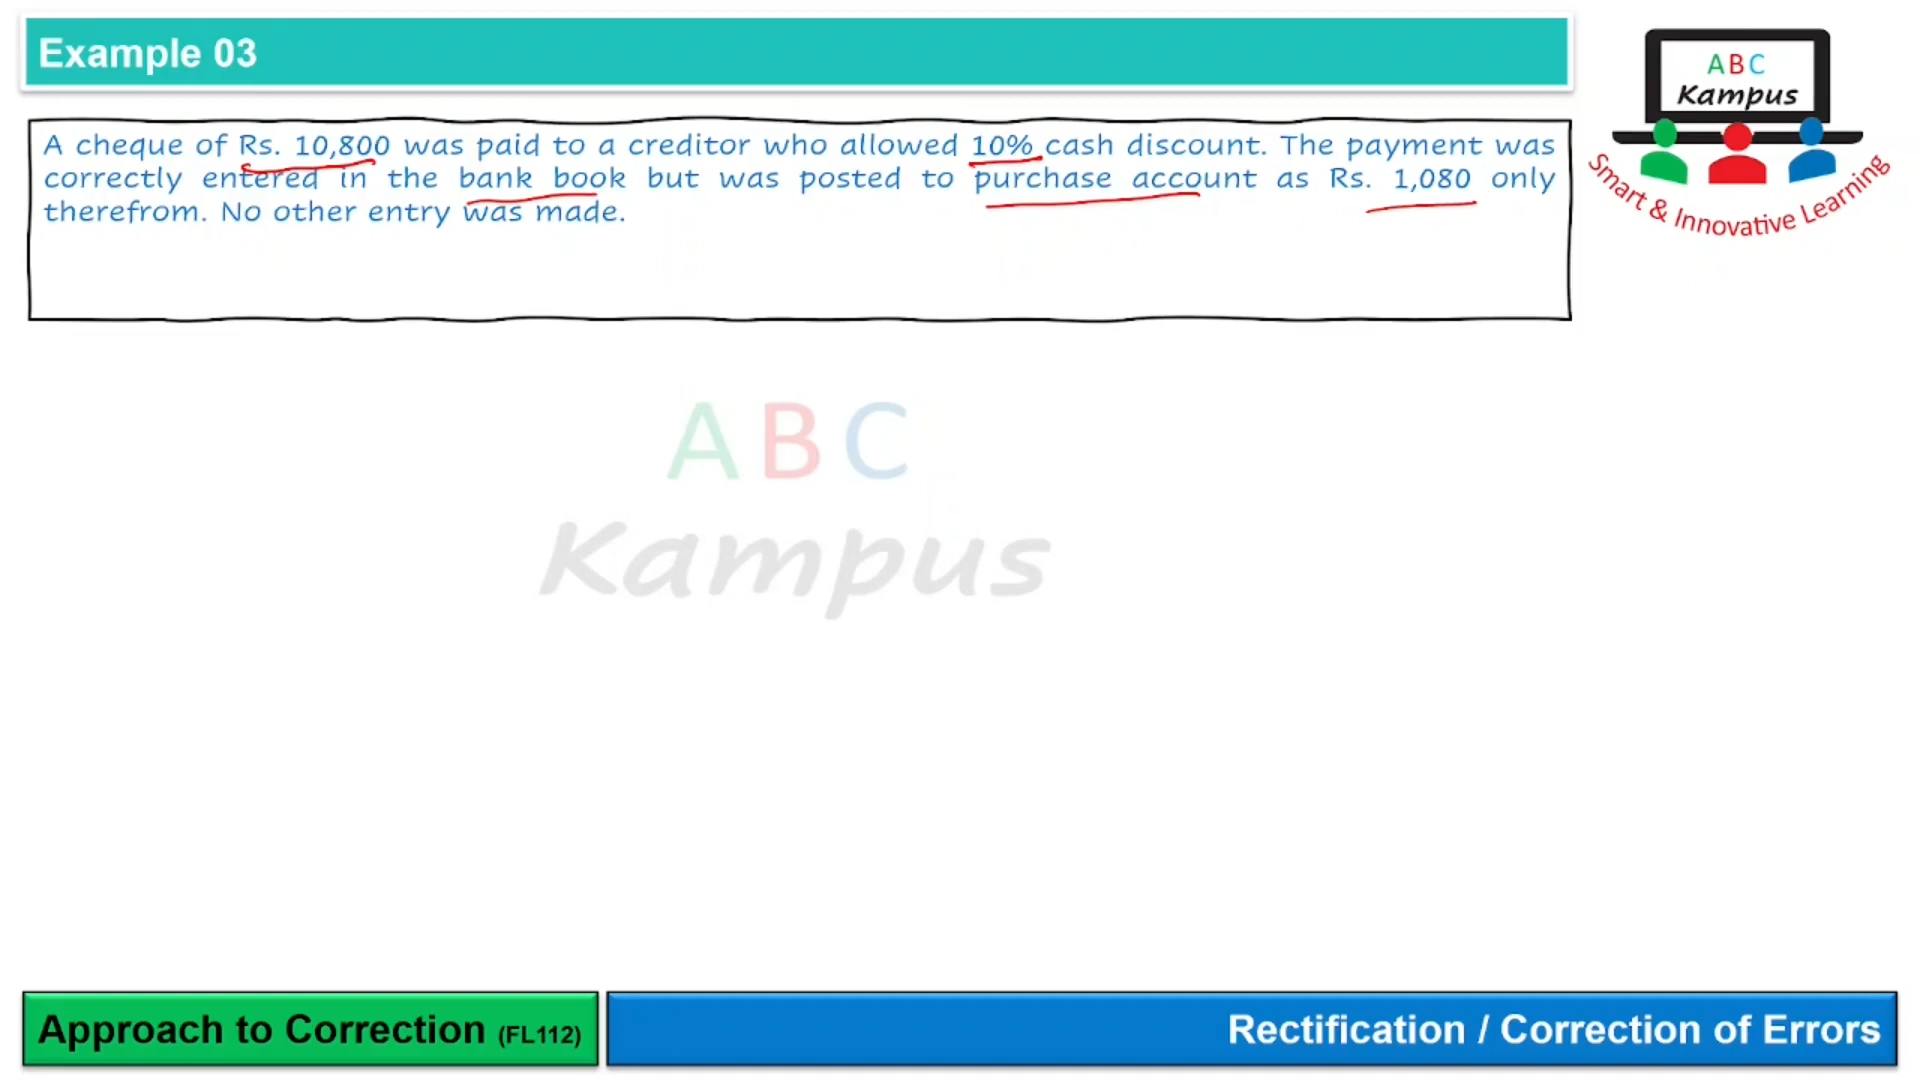 Example 03
A B C
Kampus
Smart & Innovative Learning
A cheque of Rs. 10,800 was paid to a creditor who allowed 10% cash discount. The payment was
correctly entered in the bank book but was posted to purchase account as Rs. 1,080 only
therefrom. No other entry was made.
A B C
Kampus
Approach to Correction (FL112)
Rectification / Correction of Errors